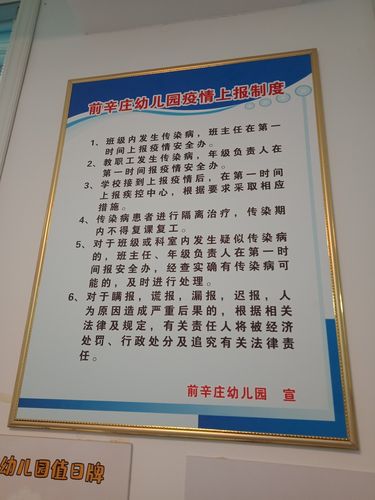 前辛庄幼儿园疫情上报制度
1、班级内发生传染病，班主任在第一
时间上报疫情安全办。
2、教职工发生传染病，年级负责人在
第一时间报疫情安全办。
3、学校接到上报疫情后，在第一时间
上报疾控中心，根据要求采取相应
措施。
4、传染病患者进行隔离治疗，传染期
内不得复课复工。
5、对于班级或科室内发生疑似传染病
的，班主任、年级负责人在第一时
间报安全办，经查实确有传染病可
能的，及时进行处理。
6、对于瞒报，谎报，漏报，迟报，人
为原因造成严重后果的，根据相关
法律及规定，有关责任人将被经济
处罚、行政处分及追究有关法律责
任。
前辛庄幼儿园 宣
幼儿园值日牌